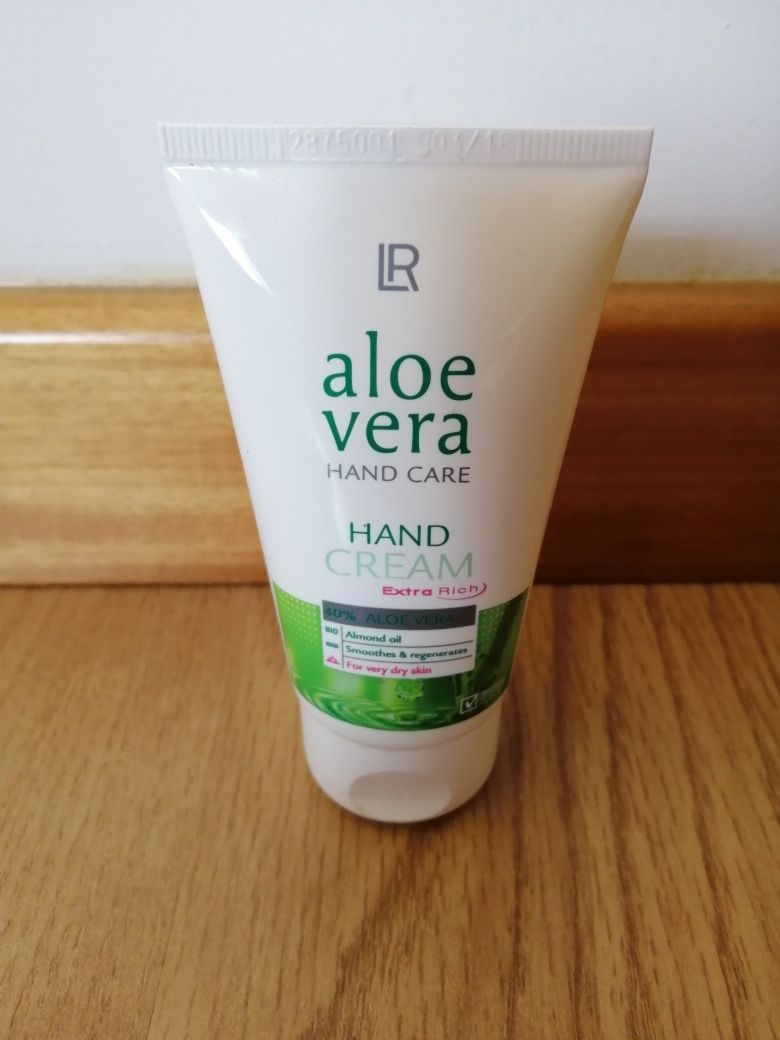 2875001
LR
aloe
vera
HAND CARE
HAND
CREAM
Extra Rich
40% ALOE VERA
BIO Almond oil
Smoothes & regenerates
For very dry skin